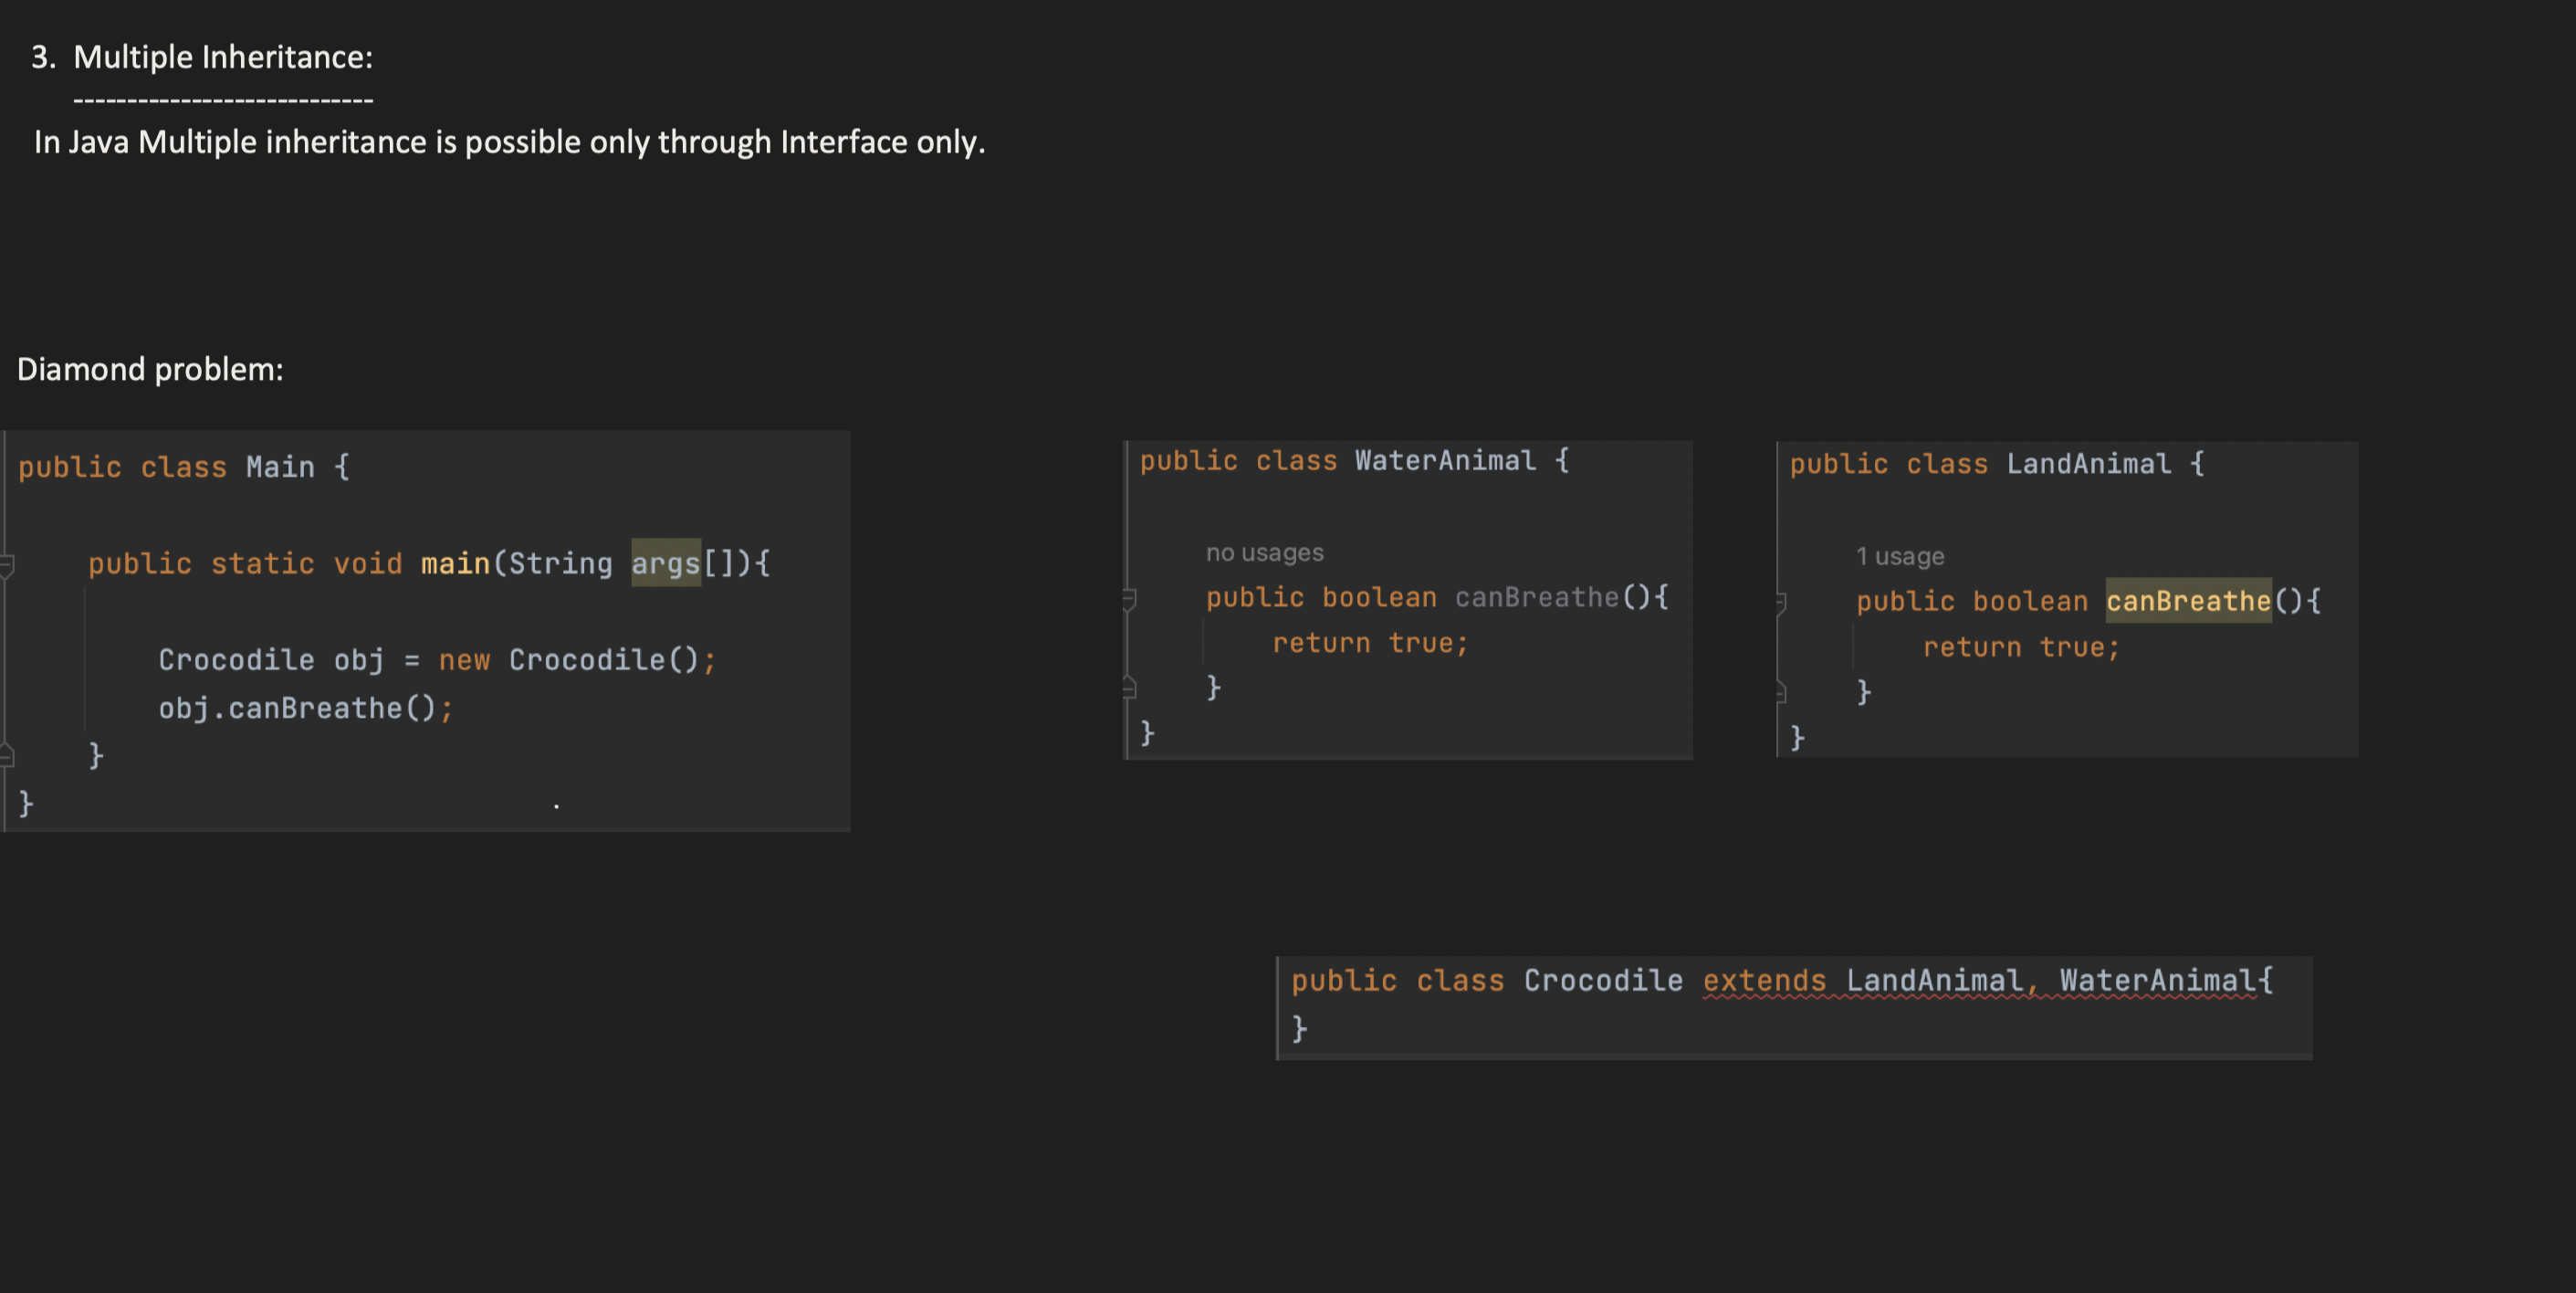 3. Multiple Inheritance:
----------------------------
In Java Multiple inheritance is possible only through Interface only.
Diamond problem:
public class Main {
public static void main(String args[]){
Crocodile obj = new Crocodile();
obj.canBreathe();
}
}
public class WaterAnimal {
no usages
public boolean canBreathe(){
return true;
}
}
public class LandAnimal {
1 usage
public boolean canBreathe(){
return true;
}
}
public class Crocodile extends LandAnimal, WaterAnimal{
}